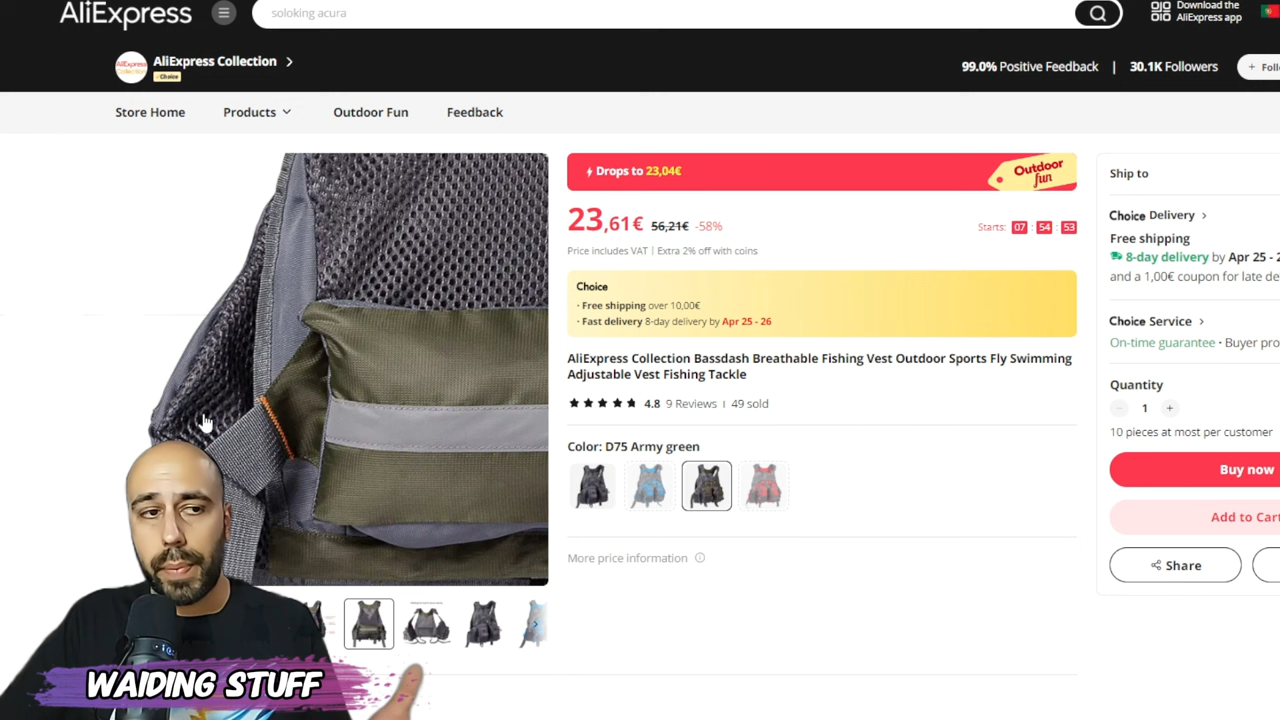 AliExpress
soloking acura
Download the
AliExpress app
AliExpress Collection
Choice
99.0% Positive Feedback | 30.1K Followers
+ Foll
Store Home
Products
Outdoor Fun
Feedback
Drops to 23,04€
Outdoor
fun
23,61€ 56,21€ -58%
Starts: 07 : 54 : 53
Price includes VAT | Extra 2% off with coins
Choice
· Free shipping over 10,00€
· Fast delivery 8-day delivery by Apr 25 - 26
AliExpress Collection Bassdash Breathable Fishing Vest Outdoor Sports Fly Swimming
Adjustable Vest Fishing Tackle
4.8 9 Reviews | 49 sold
Color: D75 Army green
More price information
Ship to
Choice Delivery
Free shipping
8-day delivery by Apr 25 - 2
and a 1,00€ coupon for late de
Choice Service
On-time guarantee · Buyer pro
Quantity
− 1 +
10 pieces at most per customer
Buy now
Add to Cart
Share
WAIDING STUFF